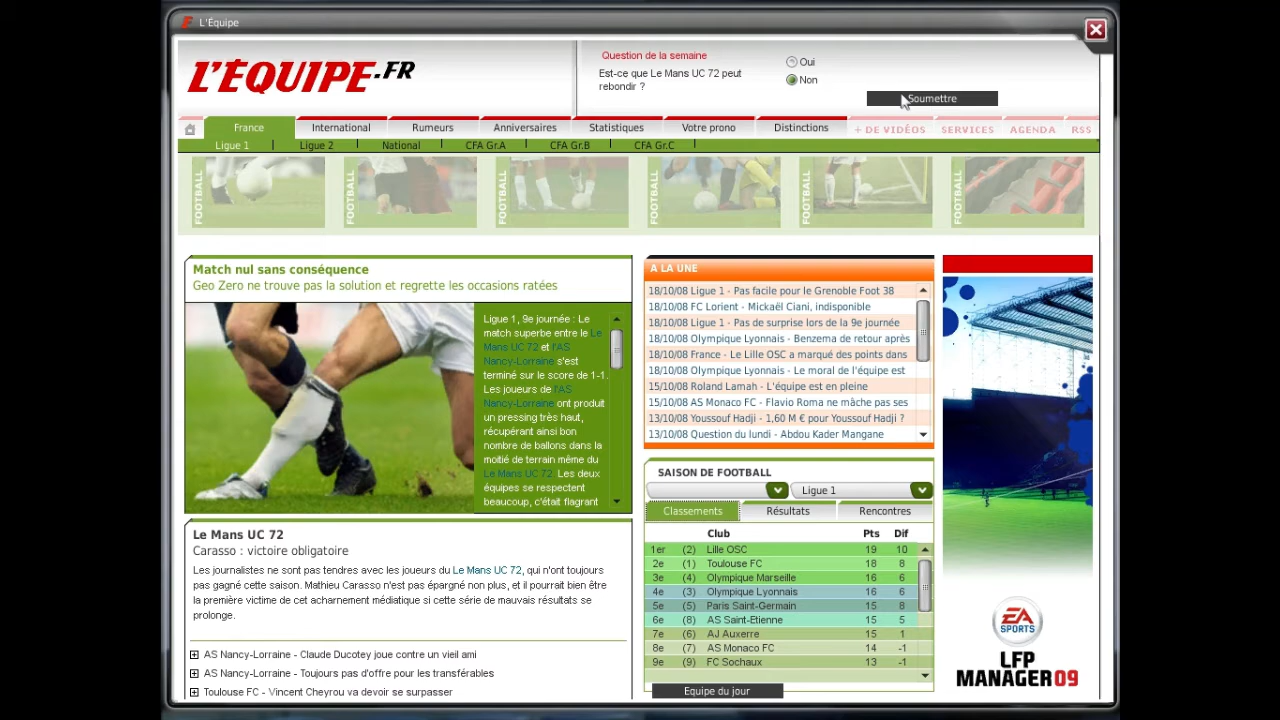 L'Équipe
L'ÉQUIPE.FR
Question de la semaine
Est-ce que Le Mans UC 72 peut
rebondir ?
Oui
Non
Soumettre
France
International
Rumeurs
Anniversaires
Statistiques
Votre prono
Distinctions
+ DE VIDÉOS
SERVICES
AGENDA
RSS
Ligue 1
Ligue 2
National
CFA Gr.A
CFA Gr.B
CFA Gr.C
FOOTBALL
FOOTBALL
FOOTBALL
FOOTBALL
FOOTBALL
FOOTBALL
Match nul sans conséquence
Geo Zero ne trouve pas la solution et regrette les occasions ratées
Ligue 1, 9e journée : Le
match superbe entre le Le
Mans UC 72 et l'AS
Nancy-Lorraine s'est
terminé sur le score de 1-1.
Les joueurs de l'AS
Nancy-Lorraine ont produit
un pressing très haut,
récupérant ainsi bon
nombre de ballons dans la
moitié de terrain même du
Le Mans UC 72. Les deux
équipes se respectent
beaucoup, c'était flagrant
Le Mans UC 72
Carasso : victoire obligatoire
Les journalistes ne sont pas tendres avec les joueurs du Le Mans UC 72, qui n'ont toujours
pas gagné cette saison. Mathieu Carasso n'est pas épargné non plus, et il pourrait bien être
la première victime de cet acharnement médiatique si cette série de mauvais résultats se
prolonge.
AS Nancy-Lorraine - Claude Ducotey joue contre un vieil ami
AS Nancy-Lorraine - Toujours pas d'offre pour les transférables
Toulouse FC - Vincent Cheyrou va devoir se surpasser
A LA UNE
18/10/08 Ligue 1 - Pas facile pour le Grenoble Foot 38
18/10/08 FC Lorient - Mickaël Ciani, indisponible
18/10/08 Ligue 1 - Pas de surprise lors de la 9e journée
18/10/08 Olympique Lyonnais - Benzema de retour après
18/10/08 France - Le Lille OSC a marqué des points dans
18/10/08 Olympique Lyonnais - Le moral de l'équipe est
15/10/08 Roland Lamah - L'équipe est en pleine
15/10/08 AS Monaco FC - Flavio Roma ne mâche pas ses
13/10/08 Youssouf Hadji - 1,60 M € pour Youssouf Hadji ?
13/10/08 Question du lundi - Abdou Kader Mangane
SAISON DE FOOTBALL
Ligue 1
Classements
Résultats
Rencontres
Club Pts Dif
1er (2) Lille OSC 19 10
2e (1) Toulouse FC 18 8
3e (4) Olympique Marseille 16 6
4e (3) Olympique Lyonnais 16 6
5e (5) Paris Saint-Germain 15 8
6e (8) AS Saint-Etienne 15 5
7e (6) AJ Auxerre 15 1
8e (7) AS Monaco FC 14 -1
9e (9) FC Sochaux 13 -1
Equipe du jour
EA
SPORTS
LFP
MANAGER09